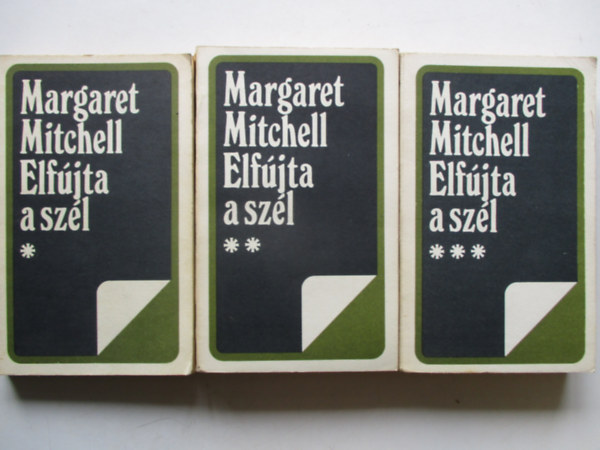 Margaret
Mitchell
Elfújta
a szél
*
Margaret
Mitchell
Elfújta
a szél
**
Margaret
Mitchell
Elfújta
a szél
***